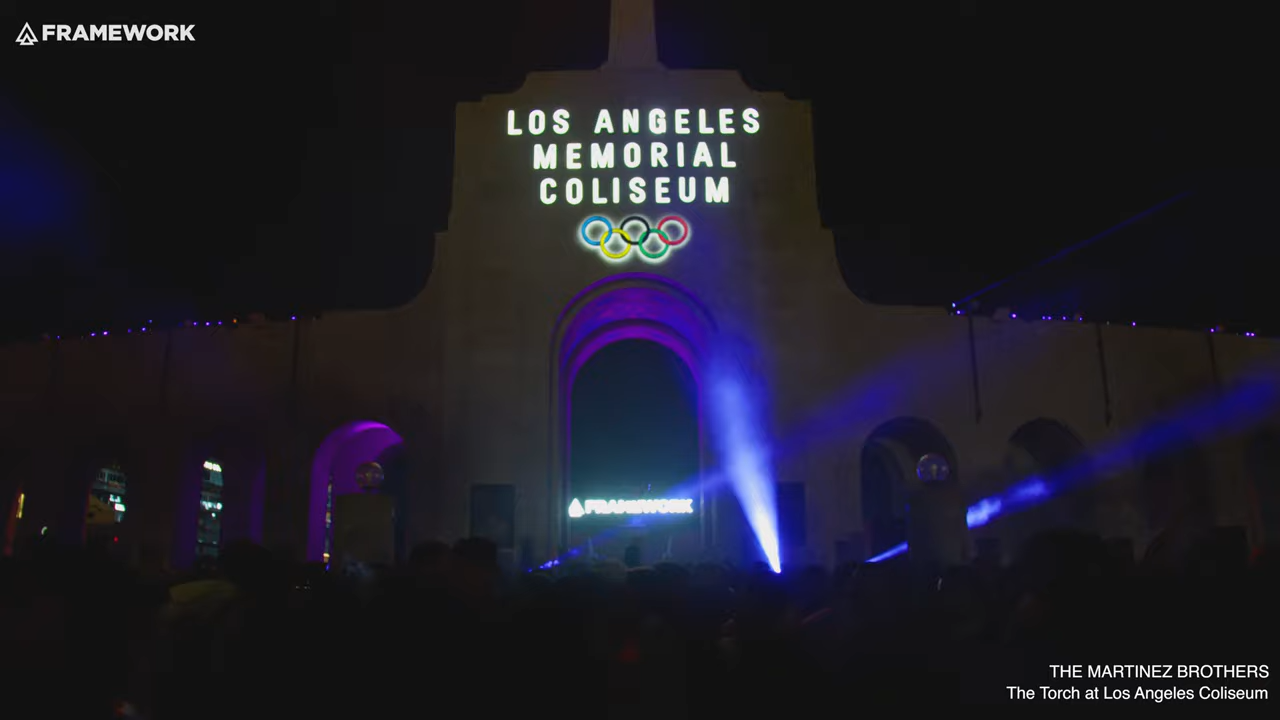 FRAMEWORK
LOS ANGELES
MEMORIAL
COLISEUM
FRAMEWORK
THE MARTINEZ BROTHERS
The Torch at Los Angeles Coliseum